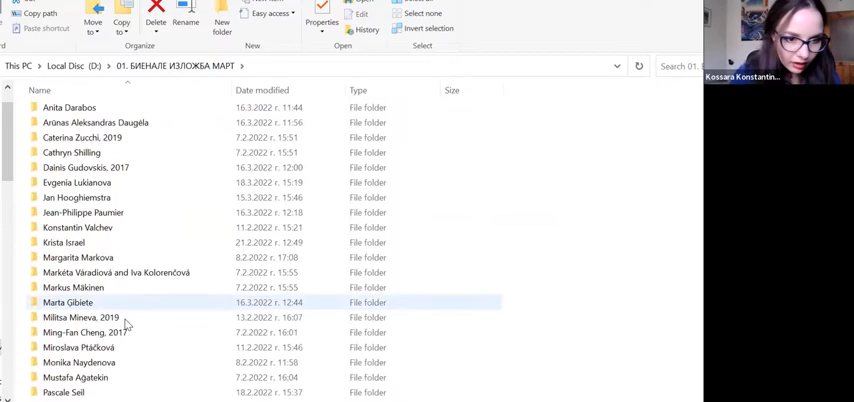 Copy path
Paste shortcut
Move to
Copy to
Delete
Rename
New folder
Easy access
Properties
Edit
History
Select none
Invert selection
Organize
New
Open
Select
This PC > Local Disc (D:) > 01. БИЕНАЛЕ ИЗЛОЖБА МАРТ >
Search 01.
Kossara Konstantin...
Name Date modified Type Size
Anita Darabos 16.3.2022 г. 11:44 File folder
Arūnas Aleksandras Daugėla 16.3.2022 г. 11:56 File folder
Caterina Zucchi, 2019 7.2.2022 г. 15:51 File folder
Cathryn Shilling 7.2.2022 г. 15:51 File folder
Dainis Gudovskis, 2017 16.3.2022 г. 12:00 File folder
Evgenia Lukianova 18.3.2022 г. 15:19 File folder
Jan Hooghiemstra 15.3.2022 г. 15:46 File folder
Jean-Philippe Paumier 16.3.2022 г. 12:18 File folder
Konstantin Valchev 11.2.2022 г. 15:21 File folder
Krista Israel 21.2.2022 г. 12:49 File folder
Margarita Markova 8.2.2022 г. 17:08 File folder
Markéta Váradiová and Iva Kolorenčová 7.2.2022 г. 15:55 File folder
Markus Mäkinen 7.2.2022 г. 15:55 File folder
Marta Ģibiete 16.3.2022 г. 12:44 File folder
Militsa Mineva, 2019 13.2.2022 г. 16:07 File folder
Ming-Fan Cheng, 2017 7.2.2022 г. 16:01 File folder
Miroslava Ptáčková 11.2.2022 г. 15:46 File folder
Monika Naydenova 8.2.2022 г. 11:58 File folder
Mustafa Ağatekin 7.2.2022 г. 16:04 File folder
Pascale Seil 18.2.2022 г. 15:37 File folder